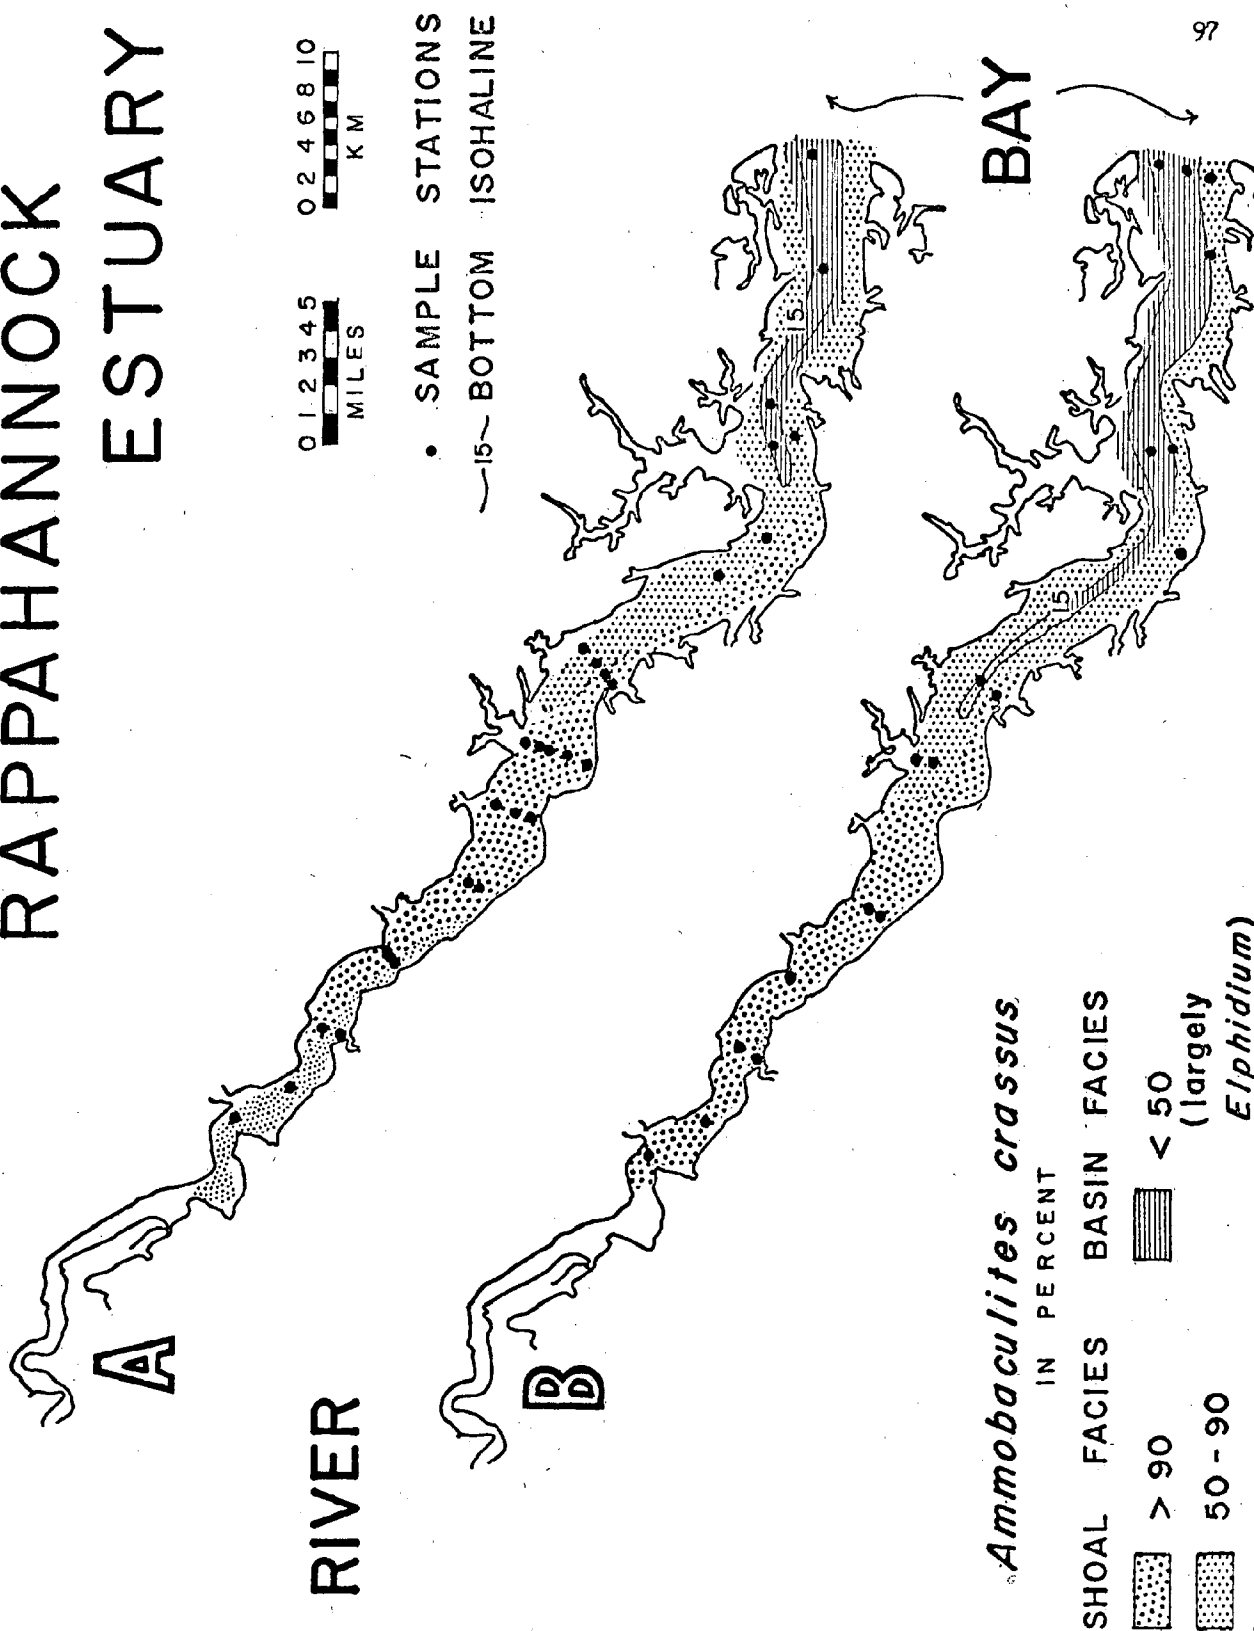 97
RAPPAHANNOCK
ESTUARY
0 1 2 3 4 5
MILES
0 2 4 6 8 10
KM
• SAMPLE STATIONS
—15~ BOTTOM ISOHALINE
A
15
RIVER
BAY
B
15
Ammobaculites crassus
IN PERCENT
SHOAL FACIES BASIN FACIES
> 90 < 50
50 - 90 (largely
Elphidium)